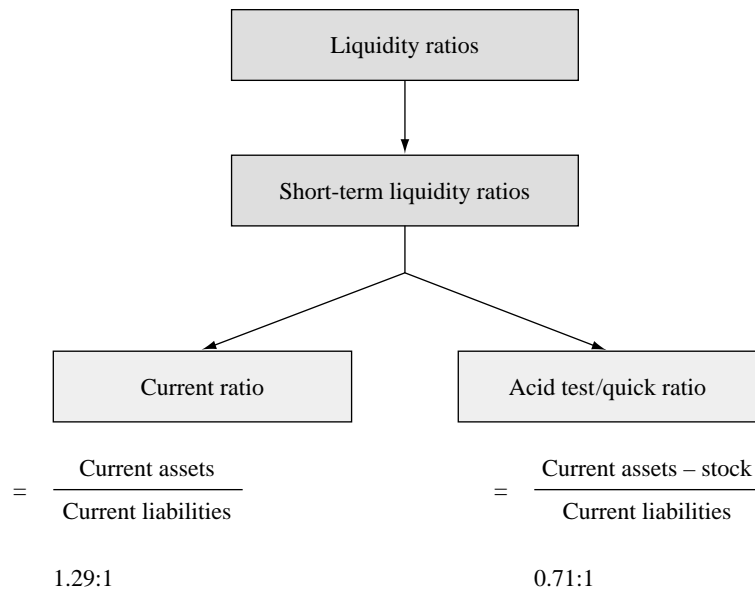 Liquidity ratios
Short-term liquidity ratios
Current ratio
Acid test/quick ratio
= Current assets
Current liabilities
= Current assets – stock
Current liabilities
1.29:1
0.71:1